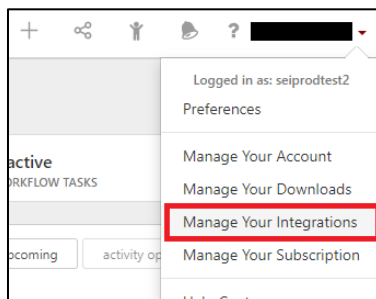 ?
Logged in as: seiprodtest2
Preferences
active
ORKFLOW TASKS
Manage Your Account
Manage Your Downloads
Manage Your Integrations
Manage Your Subscription
pcoming
activity op